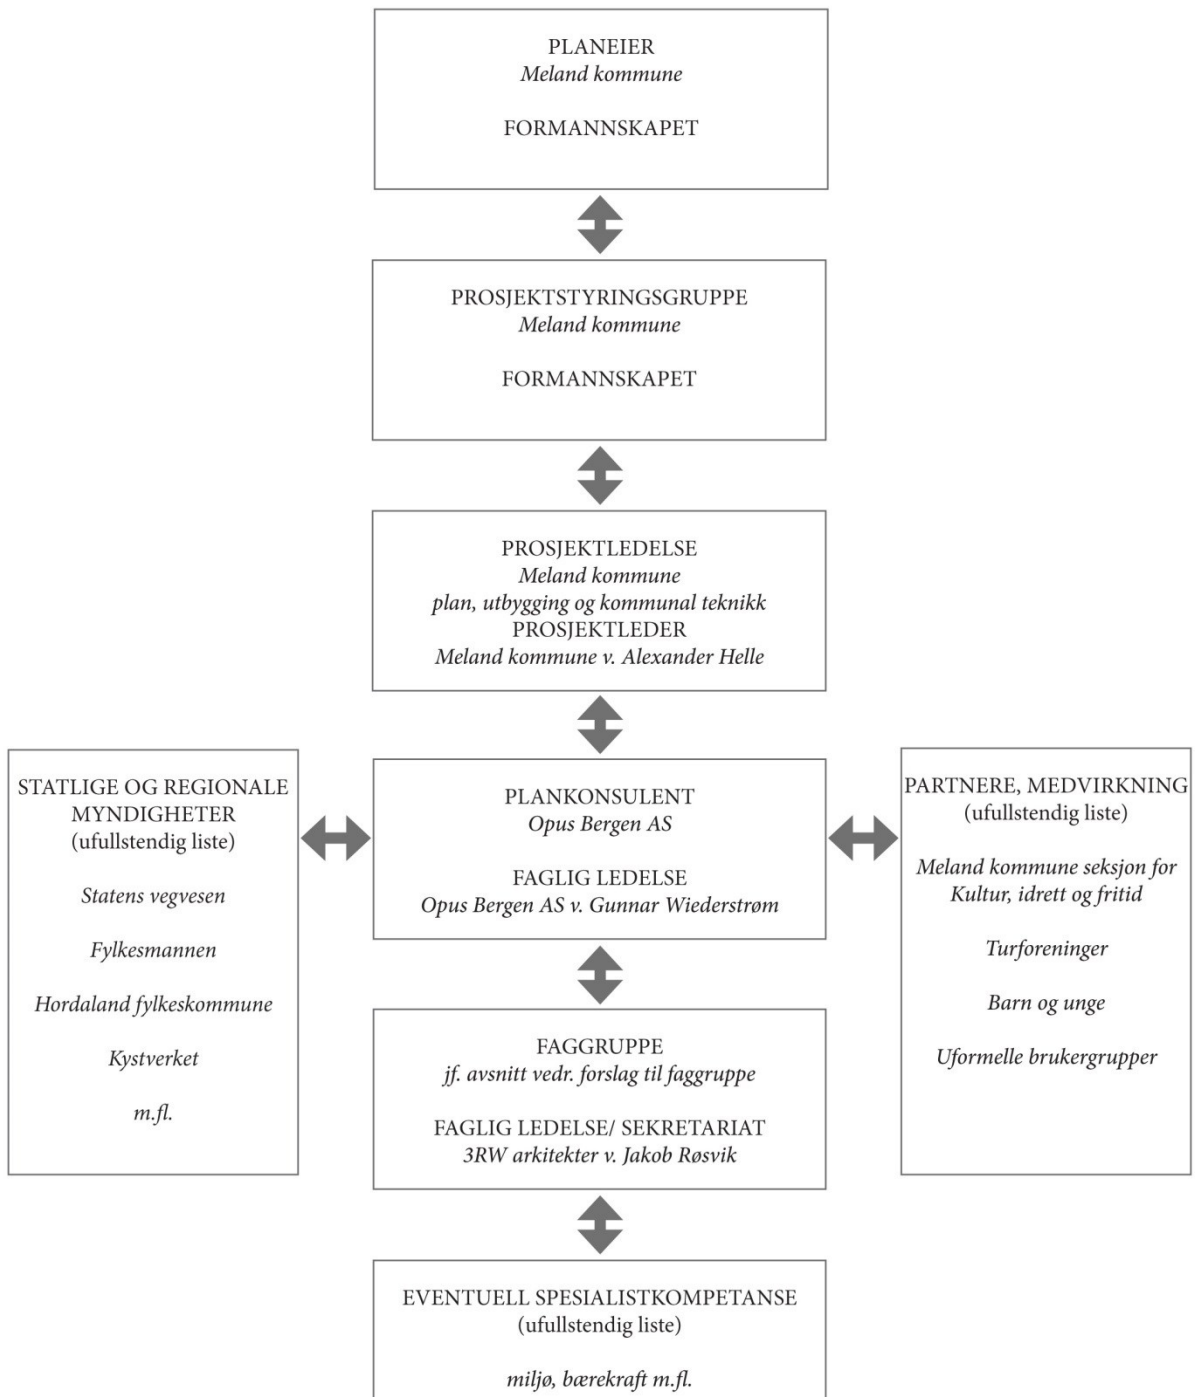 PLANEIER
Meland kommune
FORMANNSKAPET
PROSJEKTSTYRINGSGRUPPE
Meland kommune
FORMANNSKAPET
PROSJEKTLEDELSE
Meland kommune
plan, utbygging og kommunal teknikk
PROSJEKTLEDER
Meland kommune v. Alexander Helle
STATLIGE OG REGIONALE
MYNDIGHETER
(ufullstendig liste)
Statens vegvesen
Fylkesmannen
Hordaland fylkeskommune
Kystverket
m.fl.
PLANKONSULENT
Opus Bergen AS
FAGLIG LEDELSE
Opus Bergen AS v. Gunnar Wiederstrøm
PARTNERE, MEDVIRKNING
(ufullstendig liste)
Meland kommune seksjon for
Kultur, idrett og fritid
Turforeninger
Barn og unge
Uformelle brukergrupper
FAGGRUPPE
jf. avsnitt vedr. forslag til faggruppe
FAGLIG LEDELSE/ SEKRETARIAT
3RW arkitekter v. Jakob Røsvik
EVENTUELL SPESIALISTKOMPETANSE
(ufullstendig liste)
miljø, bærekraft m.fl.